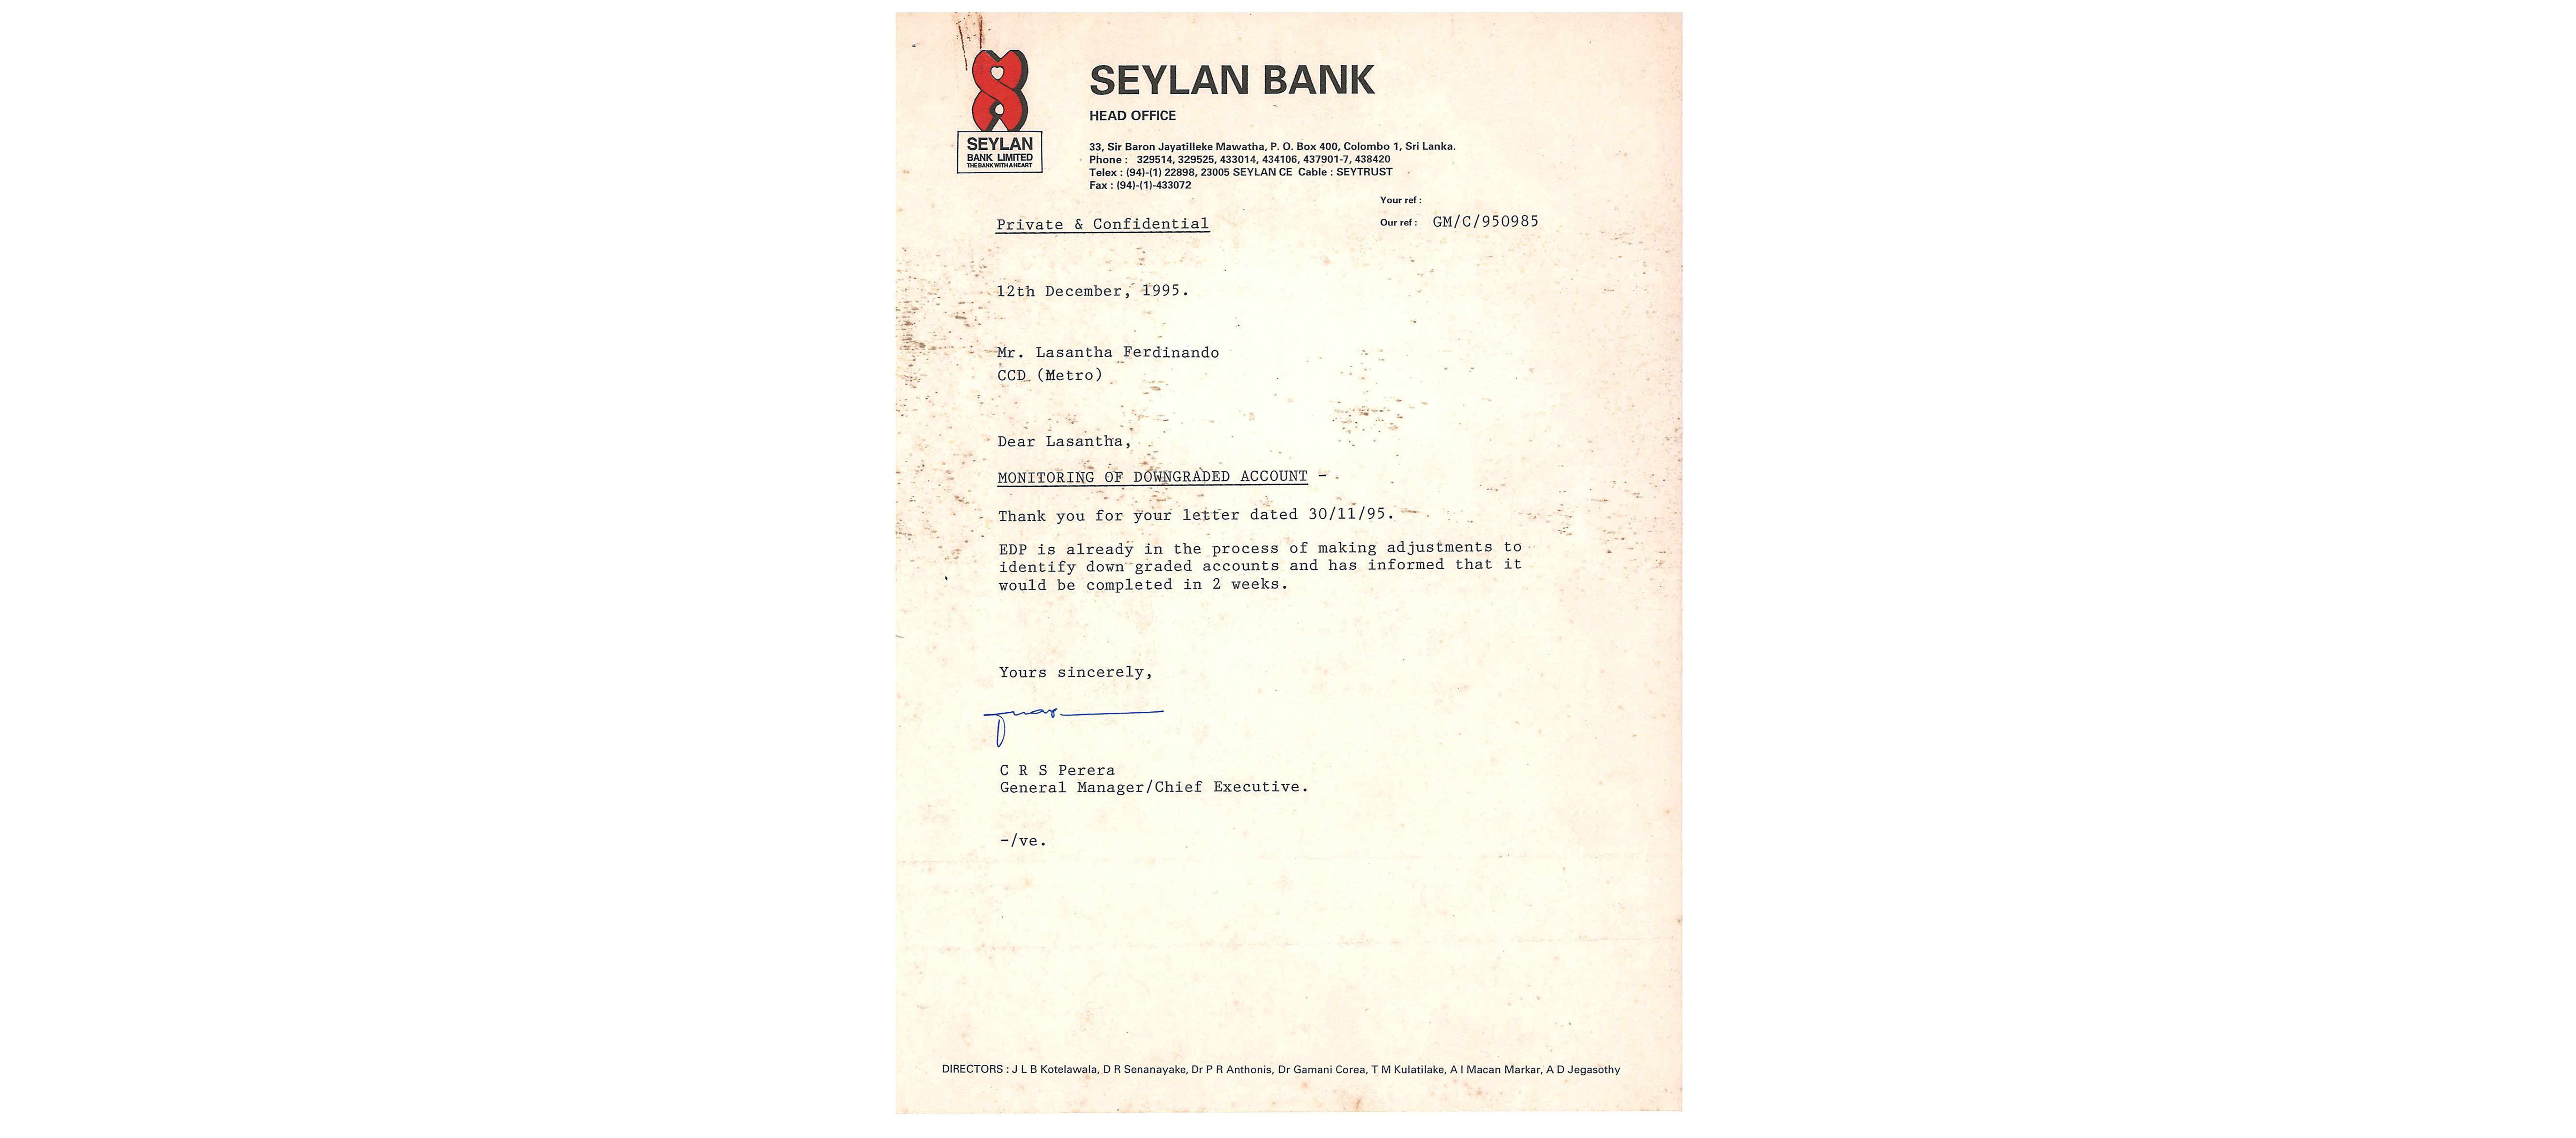 SEYLAN
BANK LIMITED
THE BANK WITH A HEART
SEYLAN BANK
HEAD OFFICE
33, Sir Baron Jayatilleke Mawatha, P. O. Box 400, Colombo 1, Sri Lanka.
Phone : 329514, 329525, 433014, 434106, 437901-7, 438420
Telex : (94)-(1) 22898, 23005 SEYLAN CE Cable : SEYTRUST
Fax : (94)-(1)-433072
Your ref :
Our ref : GM/C/950985
Private & Confidential
12th December, 1995.
Mr. Lasantha Ferdinando
CCD (Metro)
Dear Lasantha,
MONITORING OF DOWNGRADED ACCOUNT -
Thank you for your letter dated 30/11/95.
EDP is already in the process of making adjustments to
identify down graded accounts and has informed that it
would be completed in 2 weeks.
Yours sincerely,
C R S Perera
General Manager/Chief Executive.
-/ve.
DIRECTORS : J L B Kotelawala, D R Senanayake, Dr P R Anthonis, Dr Gamani Corea, T M Kulatilake, A I Macan Markar, A D Jegasothy